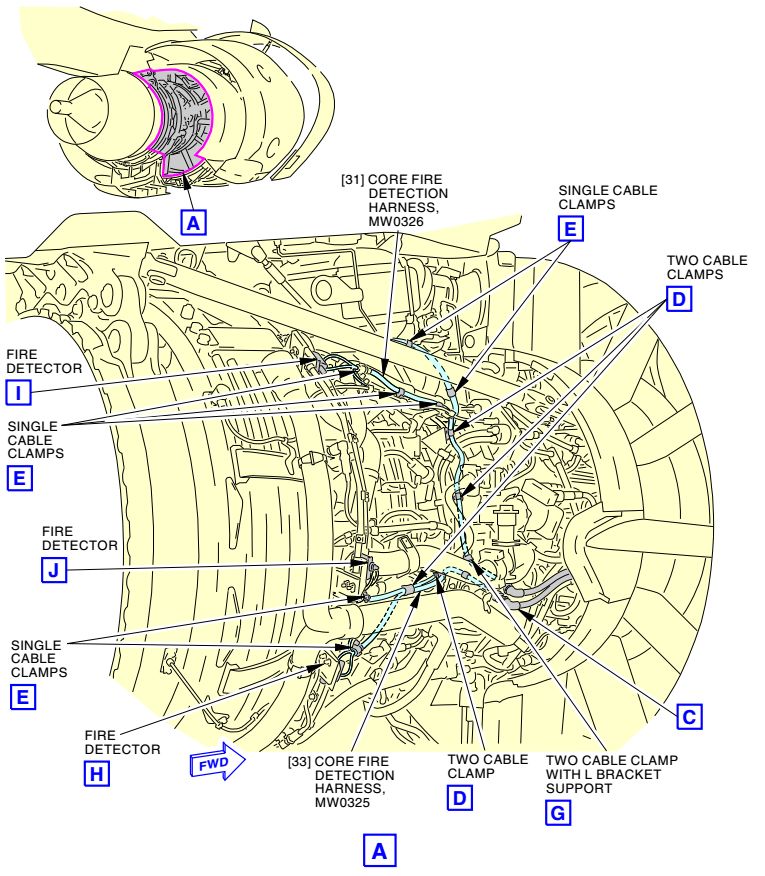 A
[31] CORE FIRE
DETECTION
HARNESS,
MW0326
SINGLE CABLE
CLAMPS
E
TWO CABLE
CLAMPS
D
FIRE
DETECTOR
I
SINGLE
CABLE
CLAMPS
E
FIRE
DETECTOR
J
SINGLE
CABLE
CLAMPS
E
C
FIRE
DETECTOR
H
FWD
[33] CORE FIRE
DETECTION
HARNESS,
MW0325
TWO CABLE
CLAMP
D
TWO CABLE CLAMP
WITH L BRACKET
SUPPORT
G
A